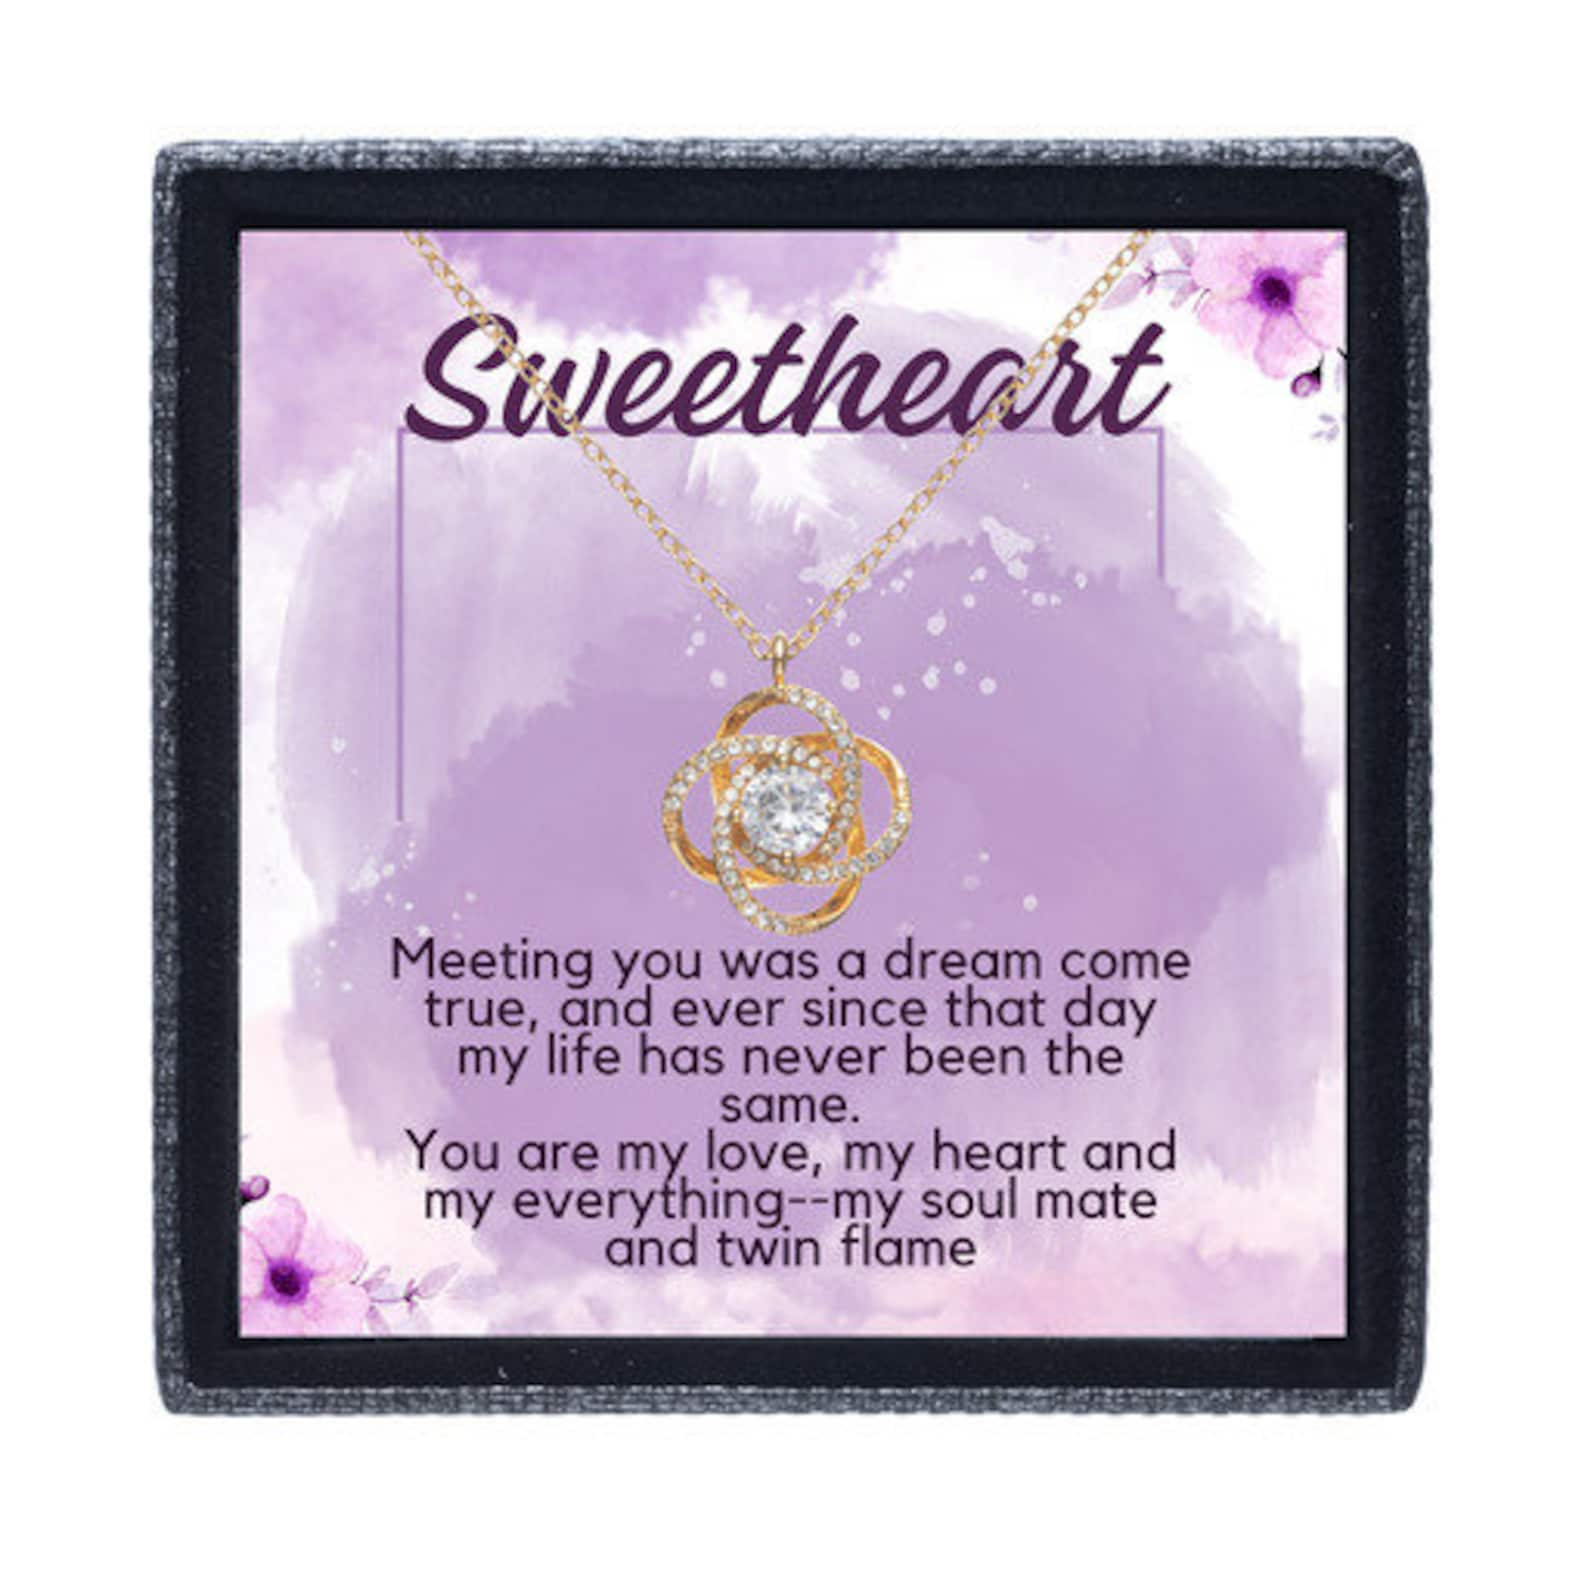 Sweetheart
Meeting you was a dream come
true, and ever since that day
my life has never been the
same.
You are my love, my heart and
my everything--my soul mate
and twin flame